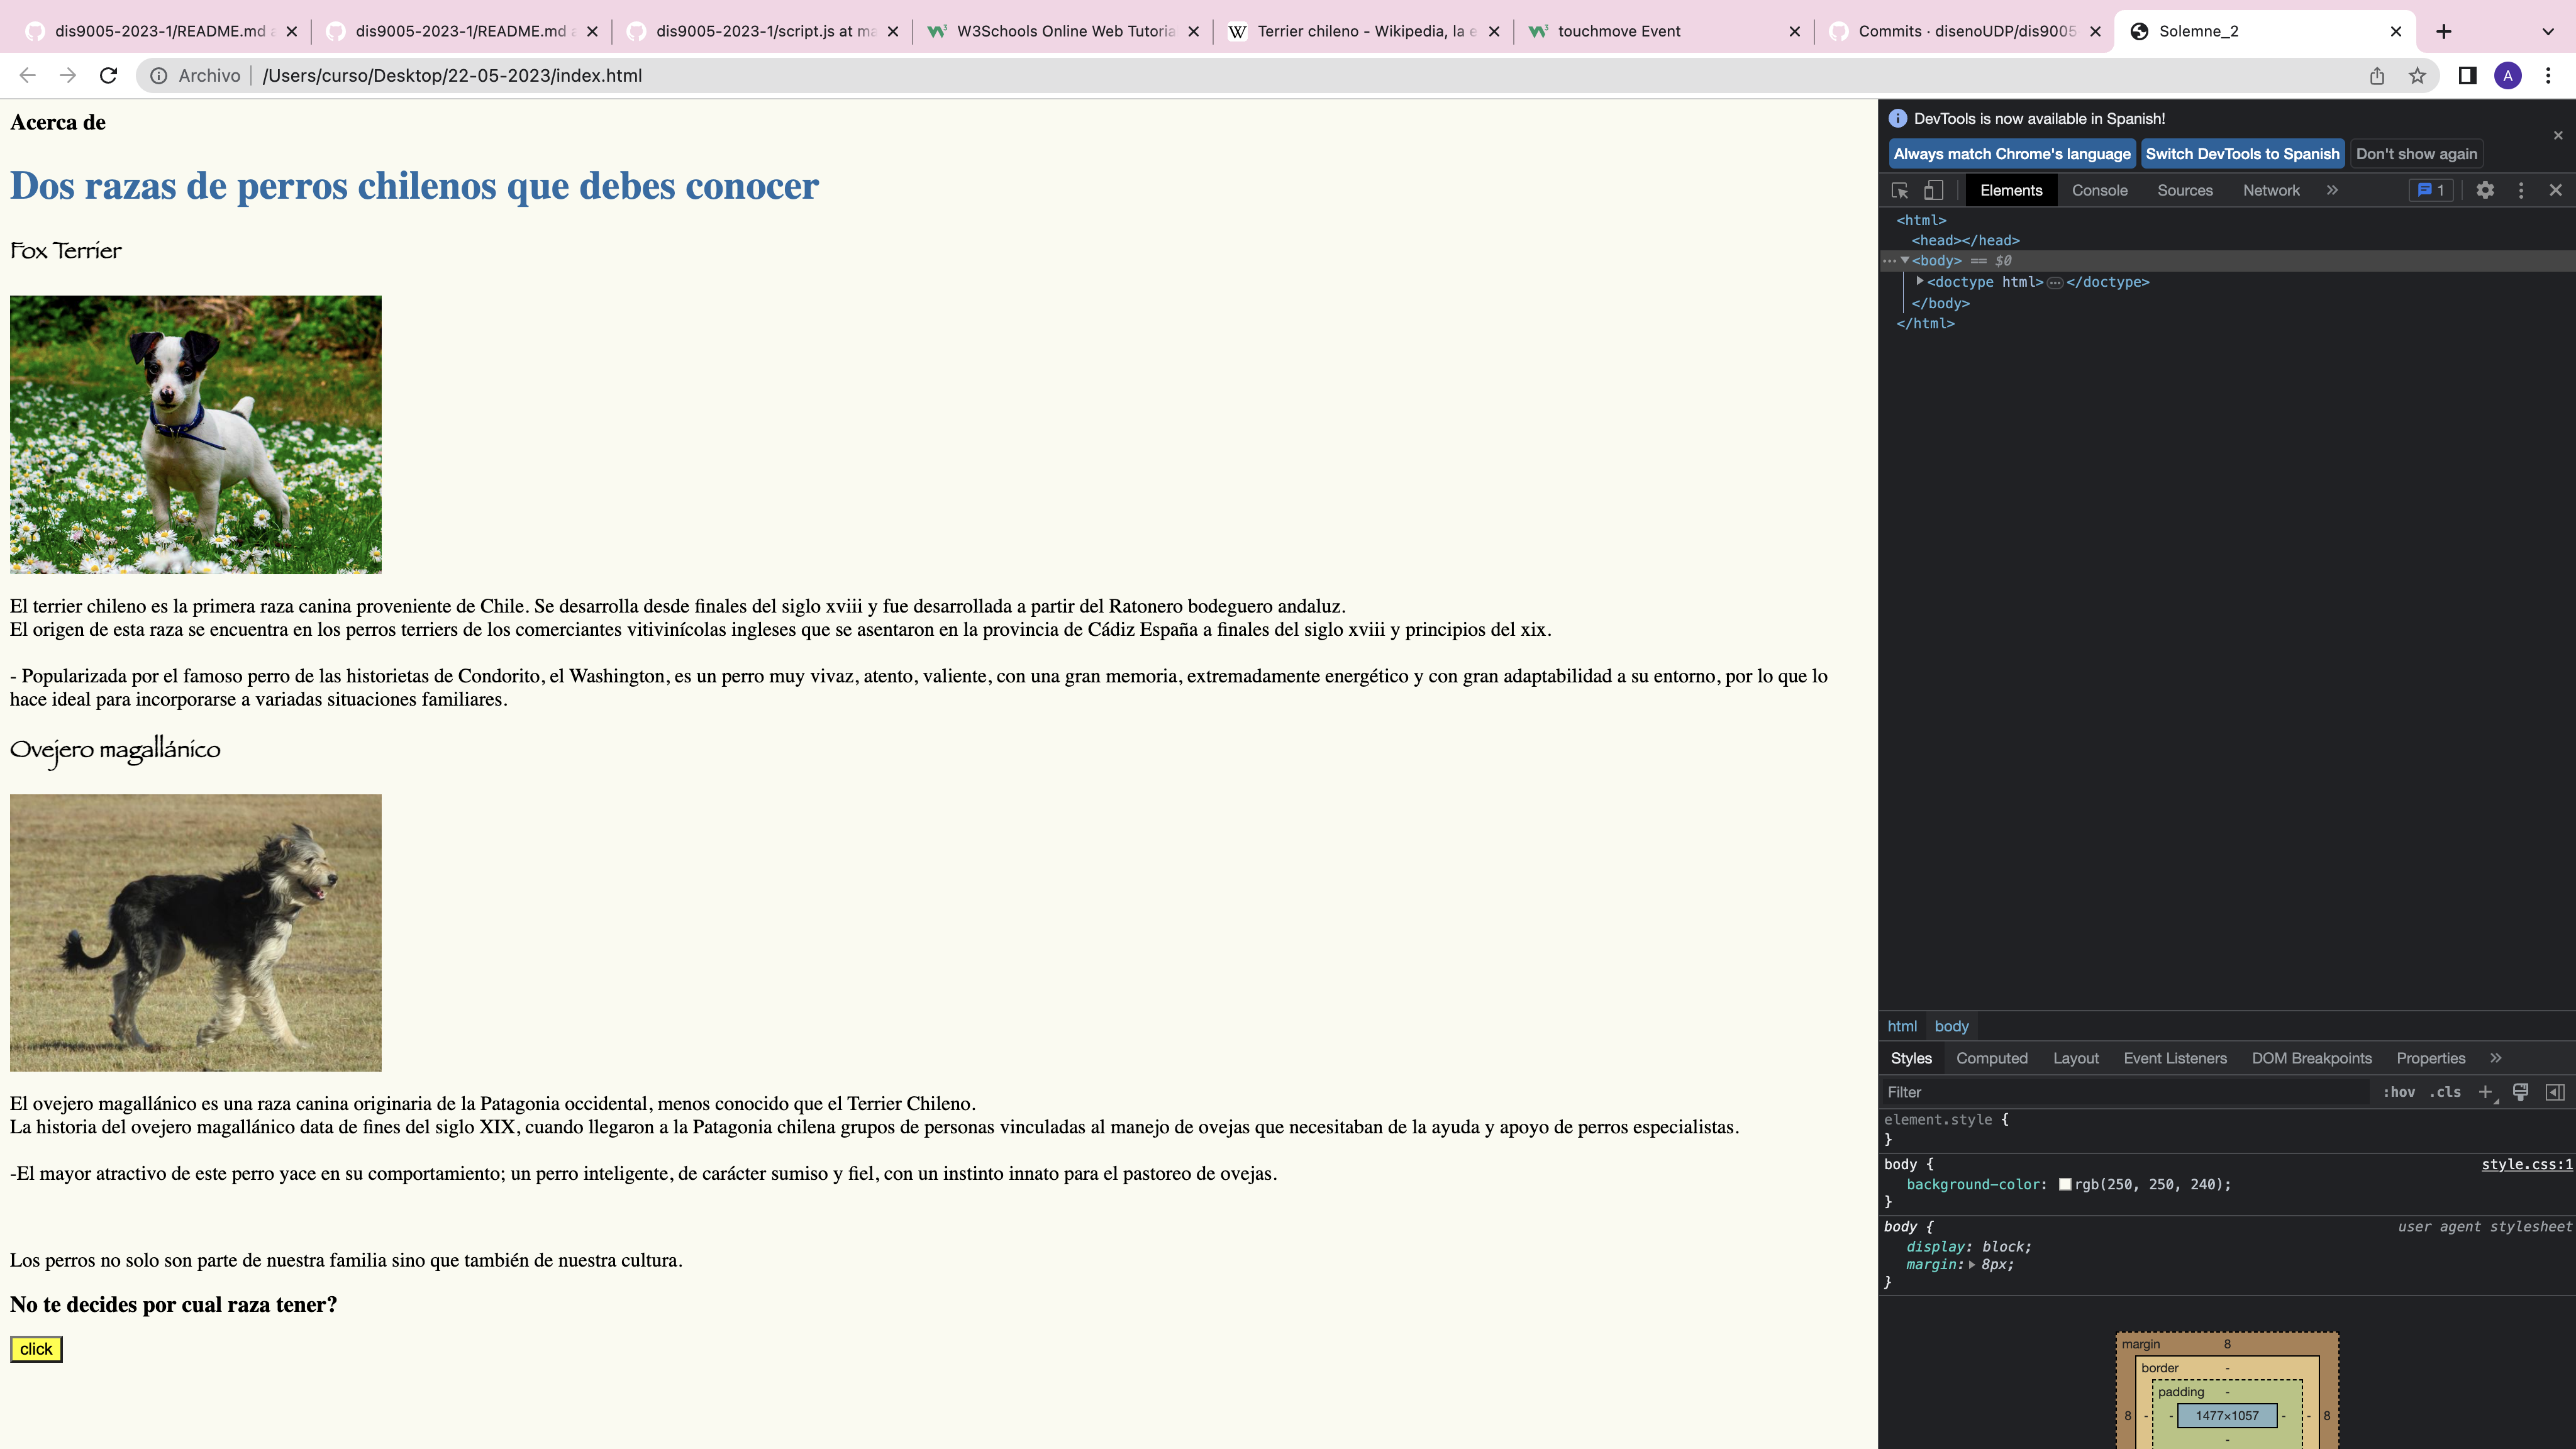 dis9005-2023-1/README.md a
dis9005-2023-1/README.md a
dis9005-2023-1/script.js at ma
W3Schools Online Web Tutoria
Terrier chileno - Wikipedia, la e
touchmove Event
Commits · disenoUDP/dis9005
Solemne_2
Archivo /Users/curso/Desktop/22-05-2023/index.html
A
Acerca de
Dos razas de perros chilenos que debes conocer
Fox Terrier
El terrier chileno es la primera raza canina proveniente de Chile. Se desarrolla desde finales del siglo xviii y fue desarrollada a partir del Ratonero bodeguero andaluz.
El origen de esta raza se encuentra en los perros terriers de los comerciantes vitivinícolas ingleses que se asentaron en la provincia de Cádiz España a finales del siglo xviii y principios del xix.
- Popularizada por el famoso perro de las historietas de Condorito, el Washington, es un perro muy vivaz, atento, valiente, con una gran memoria, extremadamente energético y con gran adaptabilidad a su entorno, por lo que lo
hace ideal para incorporarse a variadas situaciones familiares.
Ovejero magallánico
El ovejero magallánico es una raza canina originaria de la Patagonia occidental, menos conocido que el Terrier Chileno.
La historia del ovejero magallánico data de fines del siglo XIX, cuando llegaron a la Patagonia chilena grupos de personas vinculadas al manejo de ovejas que necesitaban de la ayuda y apoyo de perros especialistas.
-El mayor atractivo de este perro yace en su comportamiento; un perro inteligente, de carácter sumiso y fiel, con un instinto innato para el pastoreo de ovejas.
Los perros no solo son parte de nuestra familia sino que también de nuestra cultura.
No te decides por cual raza tener?
click
DevTools is now available in Spanish!
Always match Chrome's language Switch DevTools to Spanish Don't show again
Elements Console Sources Network 1
<html>
<head></head>
<body> == $0
<doctype html>…</doctype>
</body>
</html>
html body
Styles Computed Layout Event Listeners DOM Breakpoints Properties
Filter :hov .cls
element.style {
}
body { style.css:1
background-color: rgb(250, 250, 240);
}
body { user agent stylesheet
display: block;
margin: 8px;
}
margin 8
border -
padding -
8 - - 1477×1057 - - 8
-